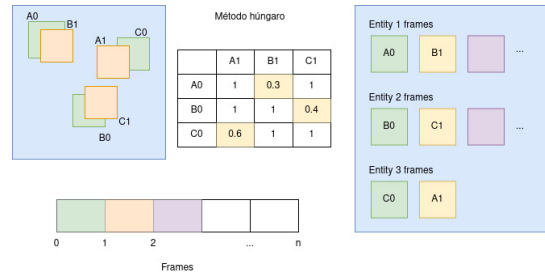 A0
B1
A1
C0
C1
B0
Método húngaro
A1 B1 C1
A0 1 0.3 1
B0 1 1 0.4
C0 0.6 1 1
0 1 2 ... n
Frames
Entity 1 frames
A0 B1 ...
Entity 2 frames
B0 C1 ...
Entity 3 frames
C0 A1